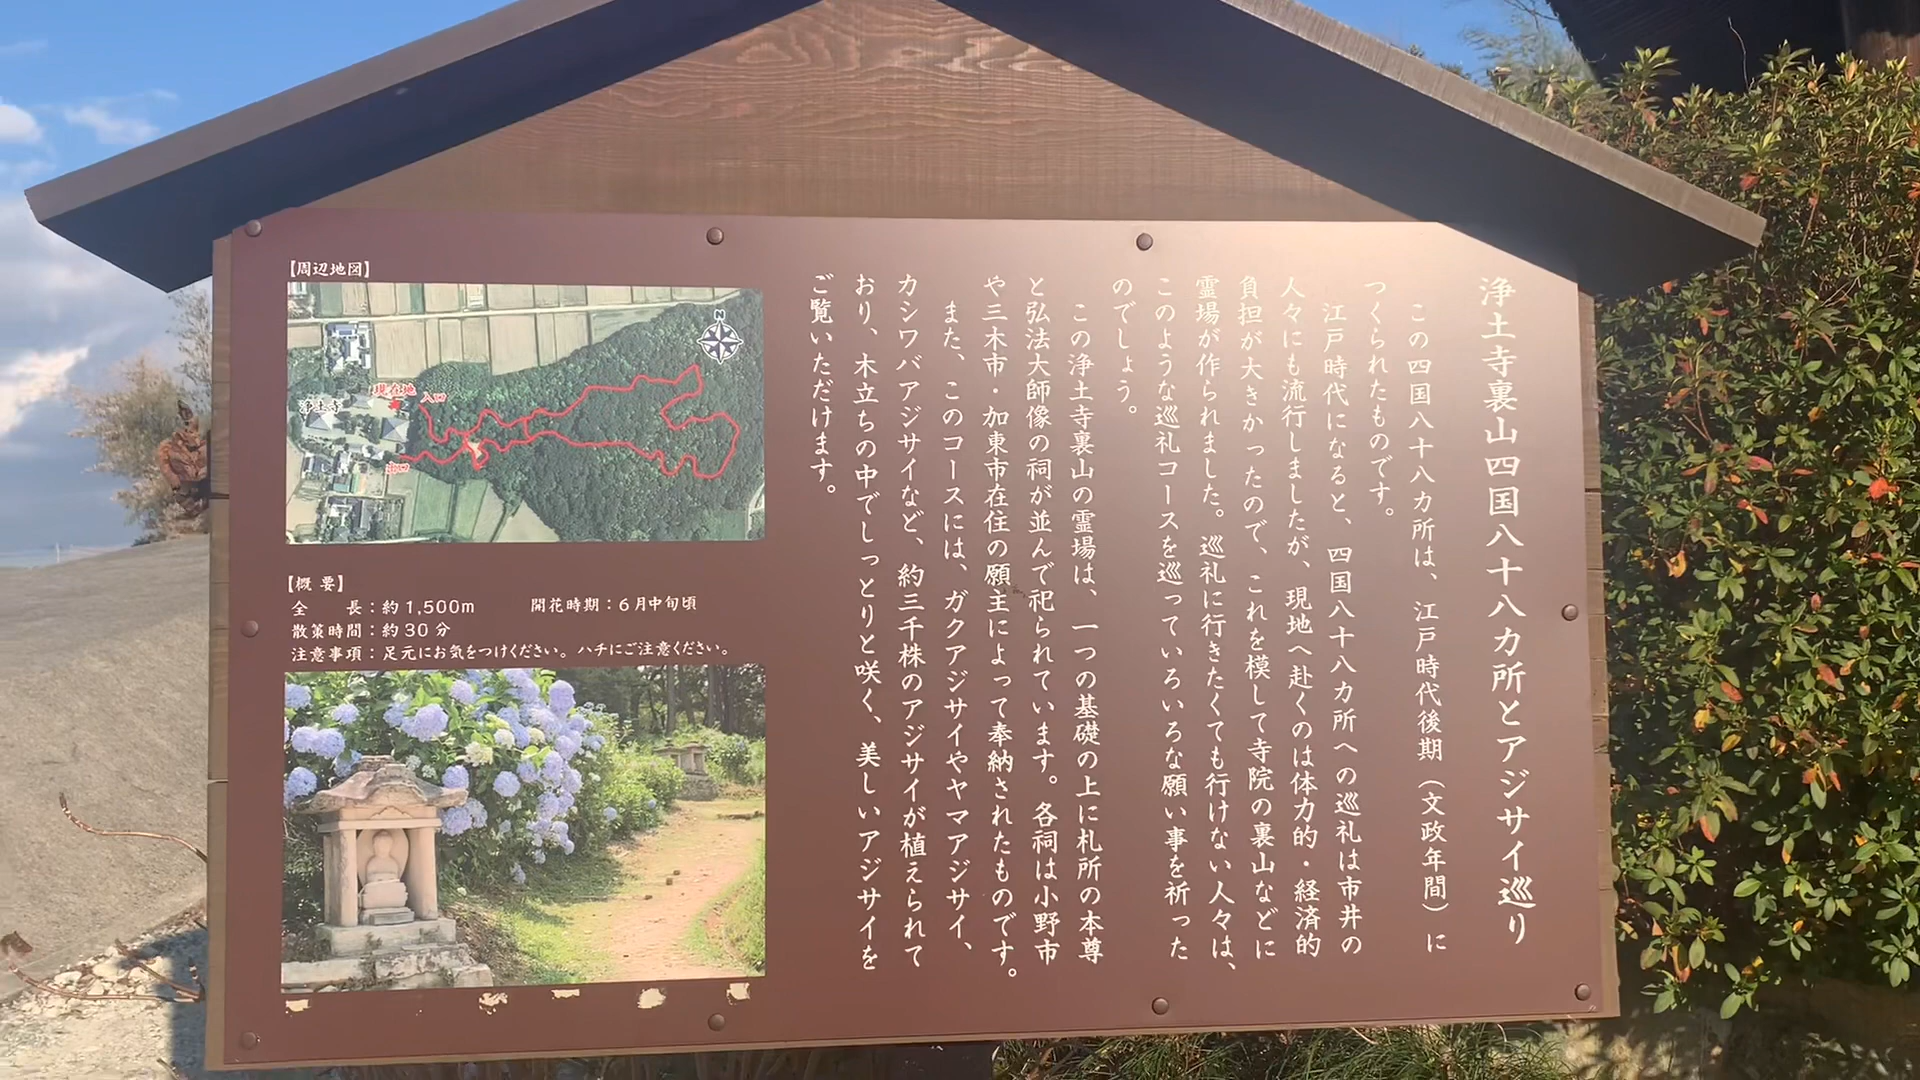 浄土寺裏山四国八十八カ所とアジサイ巡り
この四国八十八カ所は、江戸時代後期（文政年間）に
つくられたものです。
江戸時代になると、四国八十八カ所への巡礼は市井の
人々にも流行しましたが、現地へ赴くのは体力的・経済的
負担が大きかったので、これを模して寺院の裏山などに
霊場が作られました。巡礼に行きたくても行けない人々は、
このような巡礼コースを巡っていろいろな願い事を祈った
のでしょう。
この浄土寺裏山の霊場は、一つの基礎の上に札所の本尊
と弘法大師像の祠が並んで祀られています。各祠は小野市
や三木市・加東市在住の願主によって奉納されたものです。
また、このコースには、ガクアジサイやヤマアジサイ、
カシワバアジサイなど、約三千株のアジサイが植えられて
おり、木立ちの中でしっとりと咲く、美しいアジサイを
ご覧いただけます。
【周辺地図】
N
現在地
入口
浄土寺
出口
【概 要】
全　　長：約1,500m　開花時期：６月中旬頃
散策時間：約30分
注意事項：足元にお気をつけください。ハチにご注意ください。